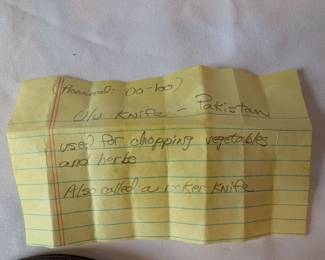 (Pronounced: oo-loo)
Ulu Knife - Pakistan
used for chopping vegetables
and herbs
Also called a rocker knife